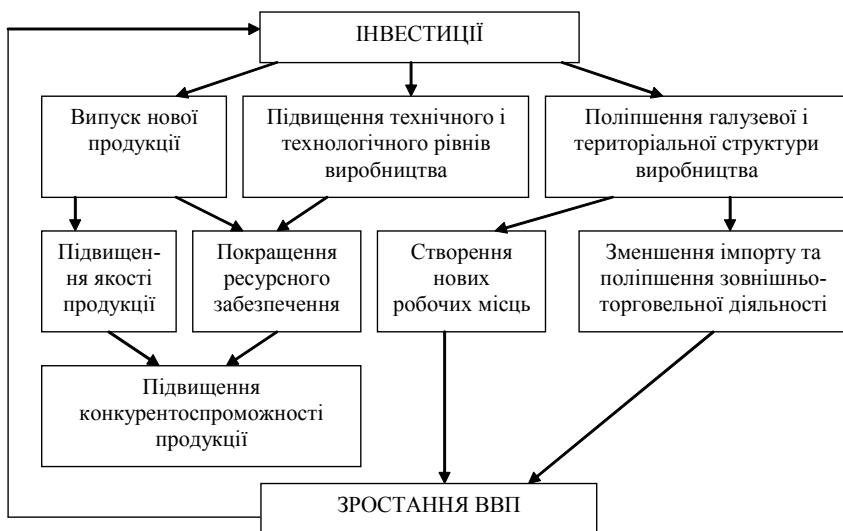 ІНВЕСТИЦІЇ
Випуск нової
продукції
Підвищення технічного і
технологічного рівнів
виробництва
Поліпшення галузевої і
територіальної структури
виробництва
Підвищен-
ня якості
продукції
Покращення
ресурсного
забезпечення
Створення
нових
робочих місць
Зменшення імпорту та
поліпшення зовнішньо-
торговельної діяльності
Підвищення
конкурентоспроможності
продукції
ЗРОСТАННЯ ВВП